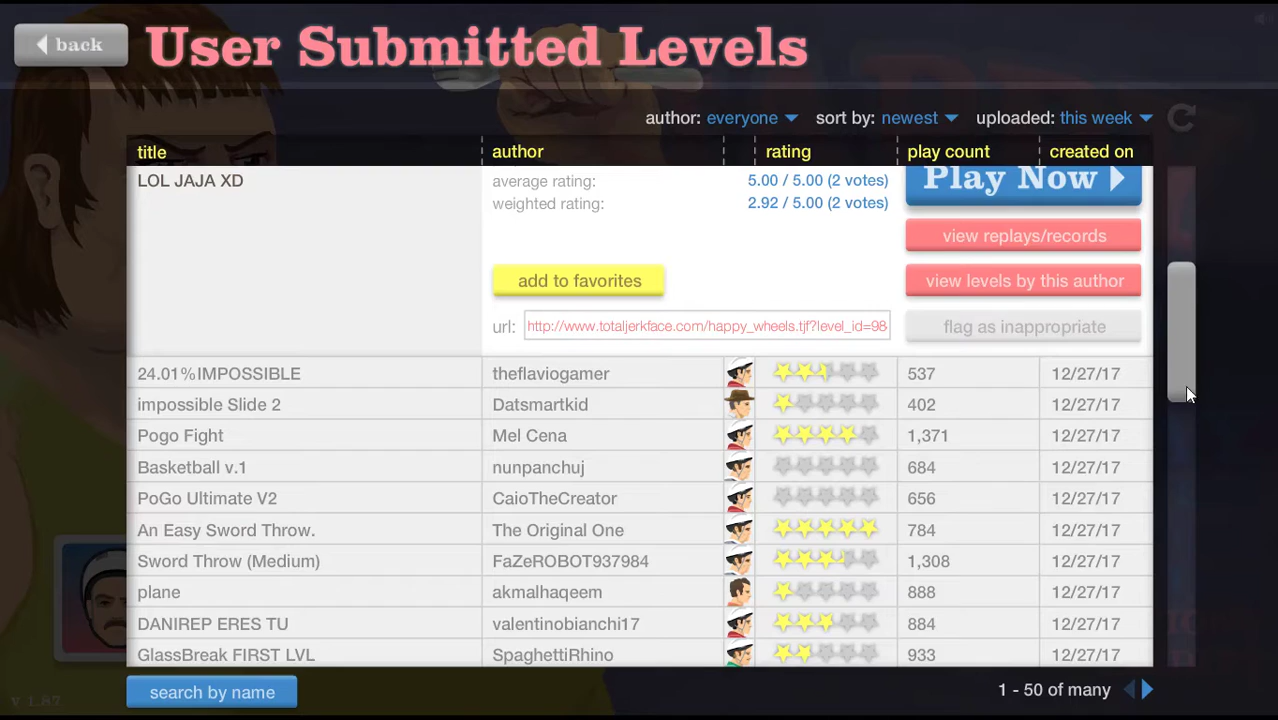 back
User Submitted Levels
author: everyone sort by: newest uploaded: this week
title author rating play count created on
LOL JAJA XD average rating: 5.00 / 5.00 (2 votes) Play Now
weighted rating: 2.92 / 5.00 (2 votes)
view replays/records
add to favorites view levels by this author
url: http://www.totaljerkface.com/happy_wheels.tjf?level_id=98 flag as inappropriate
24.01%IMPOSSIBLE theflaviogamer 537 12/27/17
impossible Slide 2 Datsmartkid 402 12/27/17
Pogo Fight Mel Cena 1,371 12/27/17
Basketball v.1 nunpanchuj 684 12/27/17
PoGo Ultimate V2 CaioTheCreator 656 12/27/17
An Easy Sword Throw. The Original One 784 12/27/17
Sword Throw (Medium) FaZeROBOT937984 1,308 12/27/17
plane akmalhaqeem 888 12/27/17
DANIREP ERES TU valentinobianchi17 884 12/27/17
GlassBreak FIRST LVL SpaghettiRhino 933 12/27/17
search by name 1 - 50 of many
v 1.87